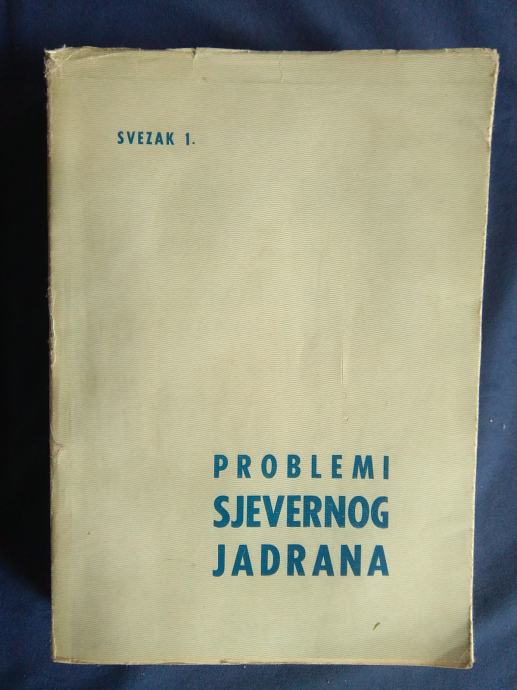 SVEZAK 1.
PROBLEMI
SJEVERNOG
JADRANA